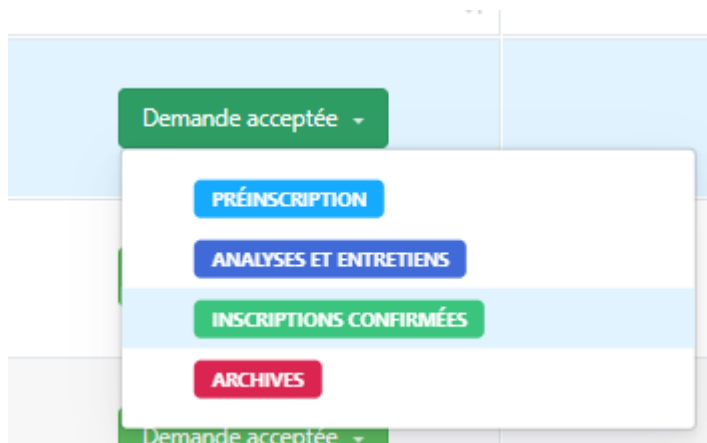 Demande acceptée
PRÉINSCRIPTION
ANALYSES ET ENTRETIENS
INSCRIPTIONS CONFIRMÉES
ARCHIVES
Demande acceptée